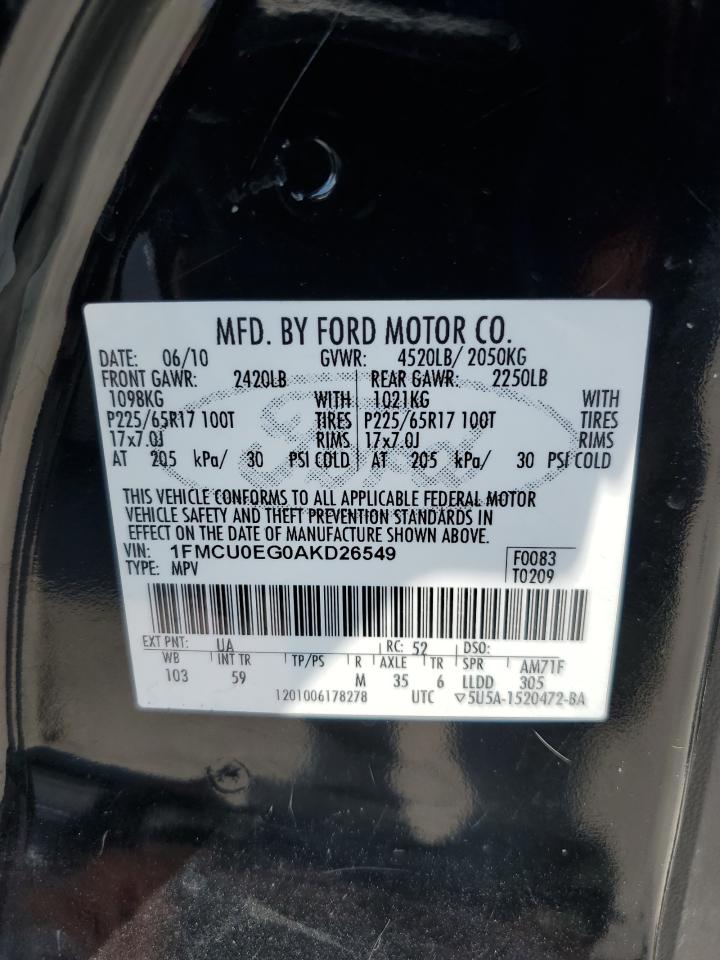 MFD. BY FORD MOTOR CO.
DATE: 06/10 GVWR: 4520LB/ 2050KG
FRONT GAWR: 2420LB REAR GAWR: 2250LB
1098KG WITH 1021KG WITH
P225/65R17 100T TIRES P225/65R17 100T TIRES
17x7.0J RIMS 17x7.0J RIMS
AT 205 kPa/ 30 PSI COLD AT 205 kPa/ 30 PSI COLD
Ford
THIS VEHICLE CONFORMS TO ALL APPLICABLE FEDERAL MOTOR
VEHICLE SAFETY AND THEFT PREVENTION STANDARDS IN
EFFECT ON THE DATE OF MANUFACTURE SHOWN ABOVE.
VIN: 1FMCU0EG0AKD26549 F0083
TYPE: MPV T0209
EXT PNT: UA RC: 52 DSO:
WB INT TR TP/PS R AXLE TR SPR AM71F
103 59 M 35 6 LLDD 305
1201006178278 UTC ▽5U5A-1520472-BA